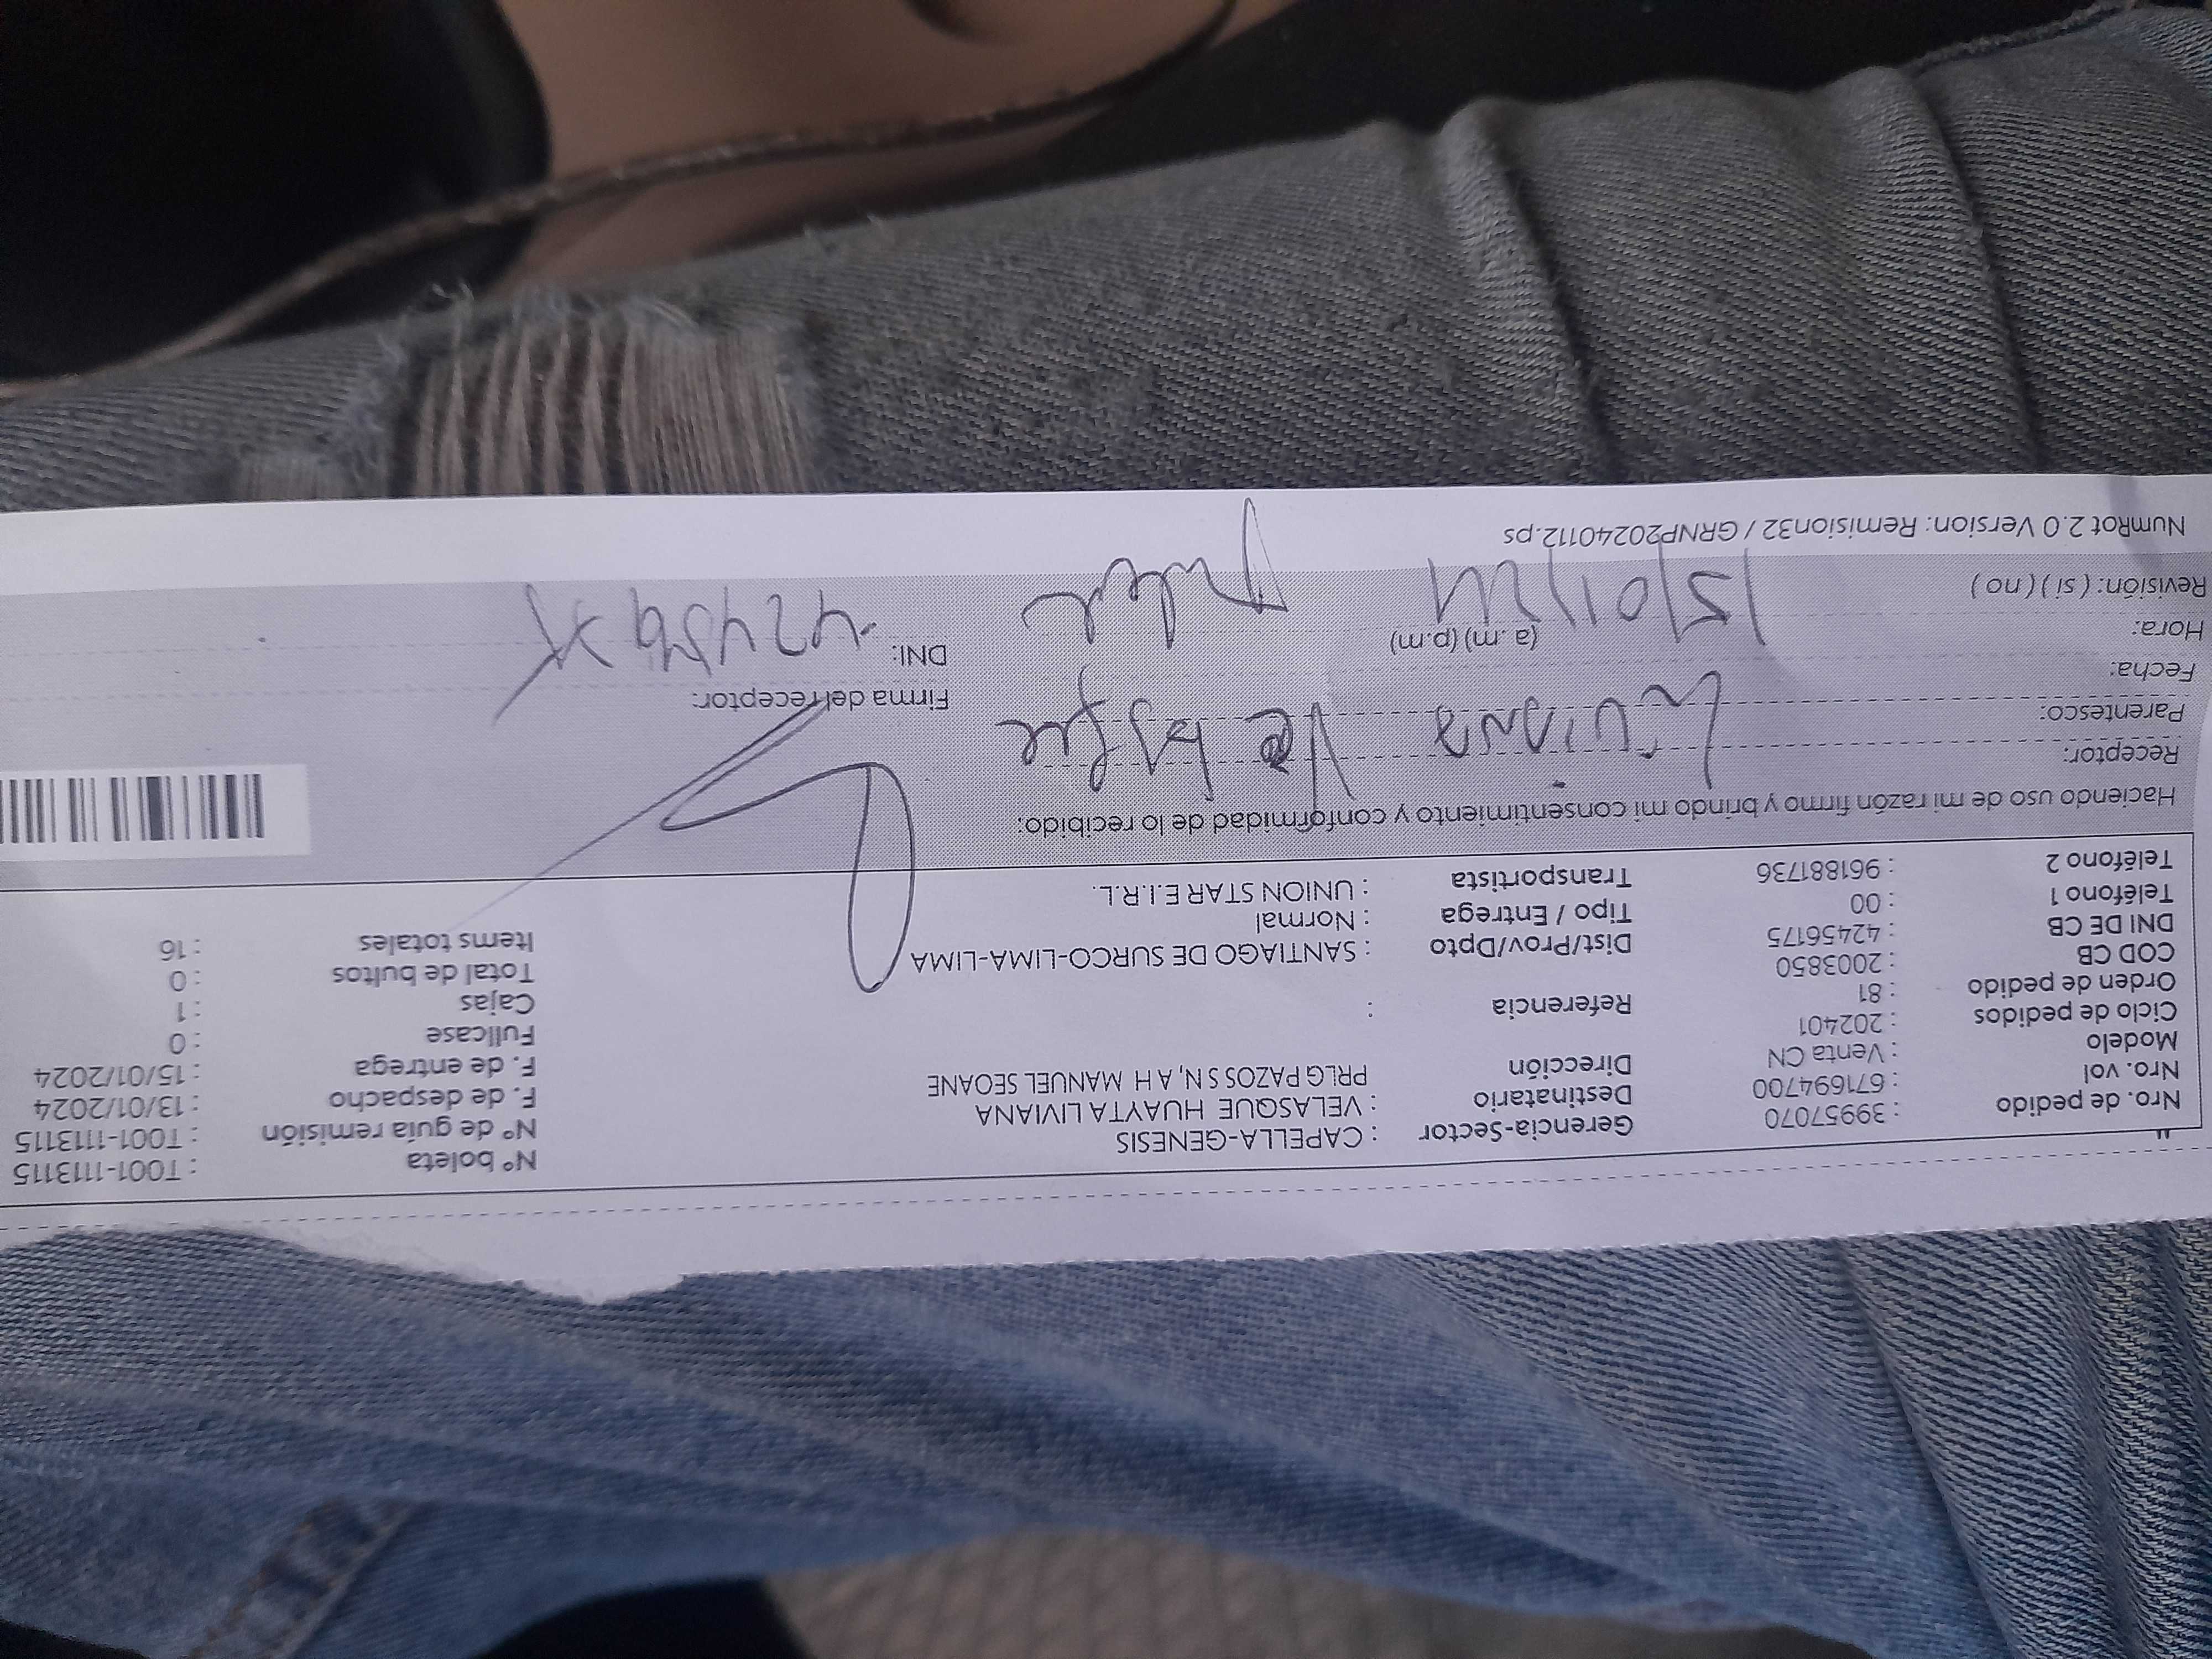 Nro. de pedido : 39957070 Gerencia-Sector : CAPELLA-GENESIS Nº boleta : T001-1113115
Nro. vol : 671694700 Destinatario : VELASQUE HUAYTA LIVIANA Nº de guía remisión : T001-1113115
Modelo : Venta CN Dirección PRLG PAZOS S N, A H MANUEL SEOANE F. de despacho : 13/01/2024
Ciclo de pedidos : 202401 F. de entrega : 15/01/2024
Orden de pedido : 81 Referencia : Fullcase : 0
COD CB : 2003850 Cajas : 1
DNI DE CB : 42456175 Dist/Prov/Dpto : SANTIAGO DE SURCO-LIMA-LIMA Total de bultos : 0
Teléfono 1 : 00 Tipo / Entrega : Normal Items totales : 16
Teléfono 2 : 961881736 Transportista : UNION STAR E.I.R.L.
Haciendo uso de mi razón firmo y brindo mi consentimiento y conformidad de lo recibido:
Receptor: Liviana Velasque
Parentesco:
Fecha: Firma del receptor:
Hora: 15/01/24 (a.m) (p.m) DNI:
Revisión: ( si ) ( no )
NumRot 2.0 Version: Remision32 / GRNP20240112.ps